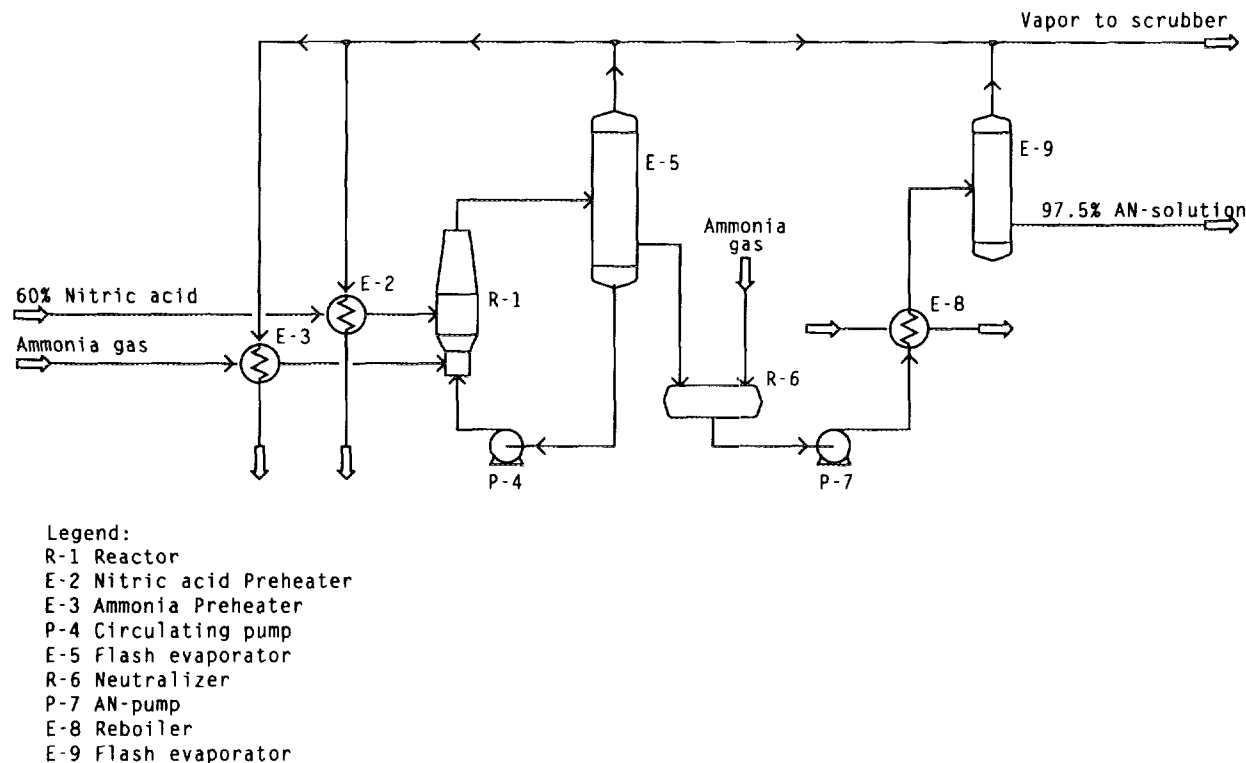 Vapor to scrubber
E-5
E-9
97.5% AN-solution
Ammonia
gas
60% Nitric acid
E-2
R-1
E-8
Ammonia gas
E-3
R-6
P-4
P-7
Legend:
R-1 Reactor
E-2 Nitric acid Preheater
E-3 Ammonia Preheater
P-4 Circulating pump
E-5 Flash evaporator
R-6 Neutralizer
P-7 AN-pump
E-8 Reboiler
E-9 Flash evaporator